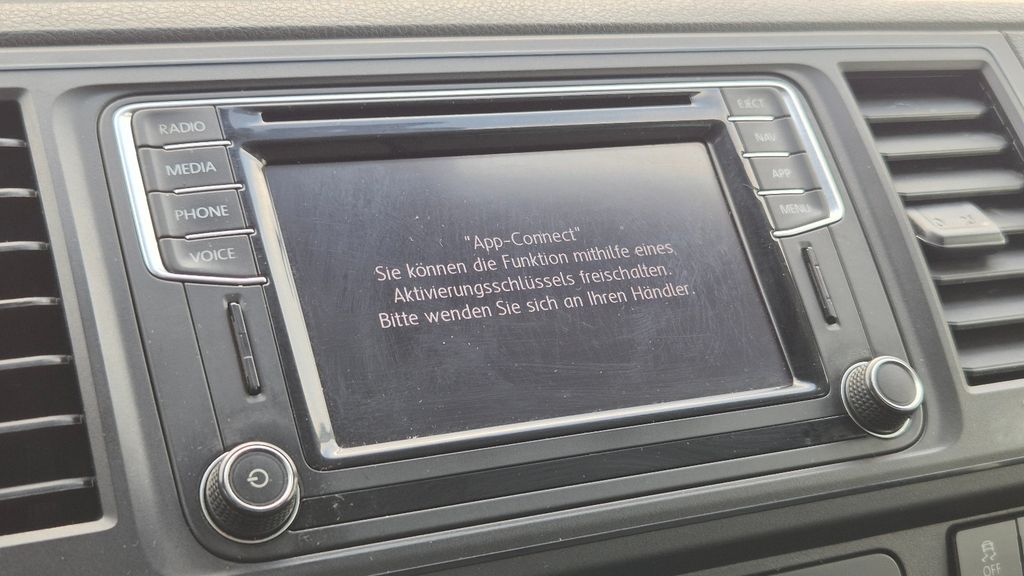 RADIO
MEDIA
PHONE
VOICE
"App-Connect"
Sie können die Funktion mithilfe eines
Aktivierungsschlüssels freischalten.
Bitte wenden Sie sich an Ihren Händler.
EJECT
NAV
APP
MENU
OFF